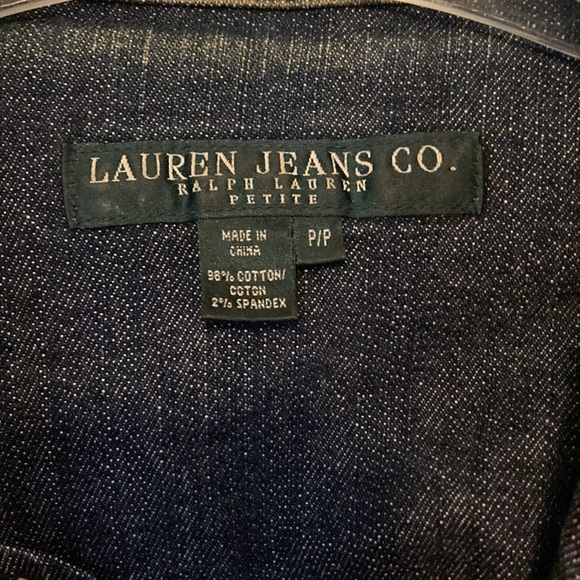 LAUREN JEANS CO.
RALPH LAUREN
PETITE
MADE IN
CHINA
P/P
98% COTTON/
COTON
2% SPANDEX